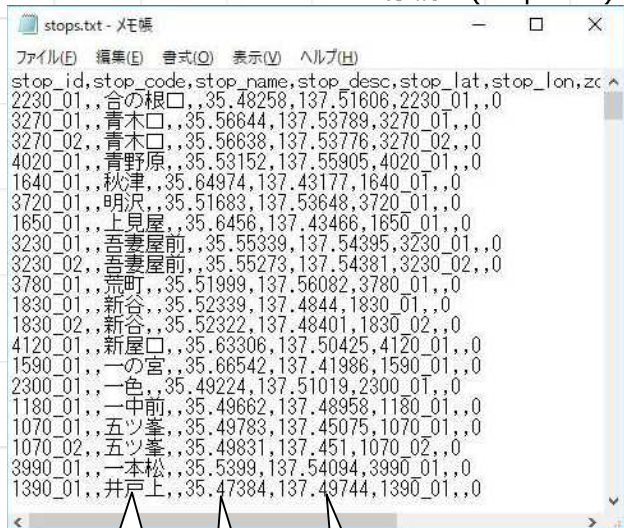 stops.txt - メモ帳
ファイル(F) 編集(E) 書式(O) 表示(V) ヘルプ(H)
stop_id,stop_code,stop_name,stop_desc,stop_lat,stop_lon,zc
2230_01,,合の根口,,35.48258,137.51606,2230_01,,0
3270_01,,青木口,,35.56644,137.53789,3270_01,,0
3270_02,,青木口,,35.56638,137.53776,3270_02,,0
4020_01,,青野原,,35.53152,137.55905,4020_01,,0
1640_01,,秋津,,35.64974,137.43177,1640_01,,0
3720_01,,明沢,,35.51683,137.53648,3720_01,,0
1650_01,,上見屋,,35.6456,137.43466,1650_01,,0
3230_01,,吾妻屋前,,35.55339,137.54395,3230_01,,0
3230_02,,吾妻屋前,,35.55273,137.54381,3230_02,,0
3780_01,,荒町,,35.51999,137.56082,3780_01,,0
1830_01,,新谷,,35.52339,137.4844,1830_01,,0
1830_02,,新谷,,35.52322,137.48401,1830_02,,0
4120_01,,新屋口,,35.63306,137.50425,4120_01,,0
1590_01,,一の宮,,35.66542,137.41986,1590_01,,0
2300_01,,一色,,35.49224,137.51019,2300_01,,0
1180_01,,一中前,,35.49662,137.48958,1180_01,,0
1070_01,,五ツ峯,,35.49783,137.45075,1070_01,,0
1070_02,,五ツ峯,,35.49831,137.451,1070_02,,0
3990_01,,一本松,,35.5399,137.54094,3990_01,,0
1390_01,,井戸上,,35.47384,137.49744,1390_01,,0